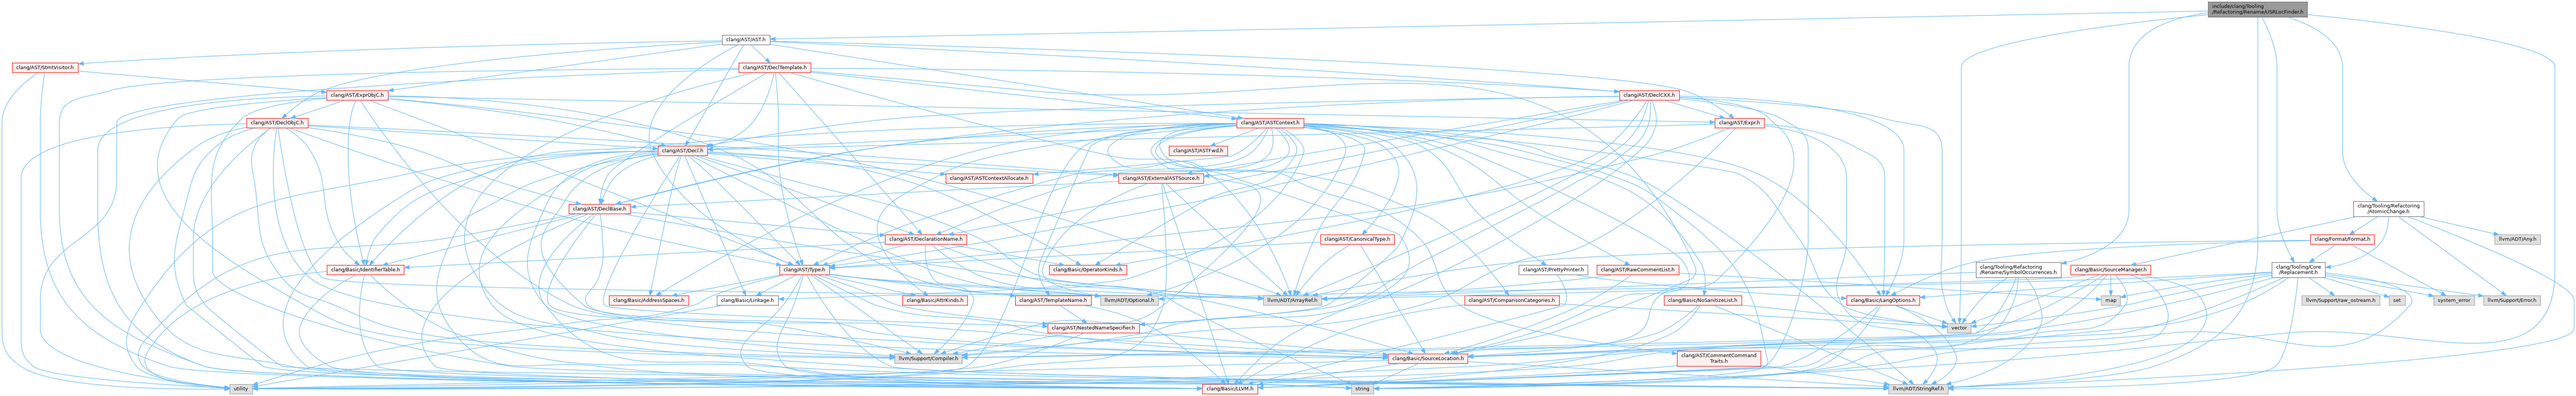 include/clang/Tooling
/Refactoring/Rename/USRLocFinder.h
clang/AST/AST.h
clang/AST/StmtVisitor.h
clang/AST/DeclTemplate.h
clang/AST/ExprObjC.h
clang/AST/DeclCXX.h
clang/AST/DeclObjC.h
clang/AST/ASTContext.h
clang/AST/Expr.h
clang/AST/Decl.h
clang/AST/ASTFwd.h
clang/AST/ASTContextAllocate.h
clang/AST/ExternalASTSource.h
clang/AST/DeclBase.h
clang/Tooling/Refactoring
/AtomicChange.h
clang/AST/DeclarationName.h
clang/AST/CanonicalType.h
clang/Format/Format.h
llvm/ADT/Any.h
clang/Basic/IdentifierTable.h
clang/AST/Type.h
clang/Basic/OperatorKinds.h
clang/AST/PrettyPrinter.h
clang/AST/RawCommentList.h
clang/Tooling/Refactoring
/Rename/SymbolOccurrences.h
clang/Basic/SourceManager.h
clang/Tooling/Core
/Replacement.h
clang/Basic/AddressSpaces.h
clang/Basic/Linkage.h
clang/Basic/AttrKinds.h
clang/AST/TemplateName.h
llvm/ADT/Optional.h
llvm/ADT/ArrayRef.h
clang/AST/ComparisonCategories.h
clang/Basic/NoSanitizeList.h
clang/Basic/LangOptions.h
map
llvm/Support/raw_ostream.h
set
system_error
llvm/Support/Error.h
clang/AST/NestedNameSpecifier.h
vector
llvm/Support/Compiler.h
clang/Basic/SourceLocation.h
clang/AST/CommentCommand
Traits.h
utility
clang/Basic/LLVM.h
string
llvm/ADT/StringRef.h